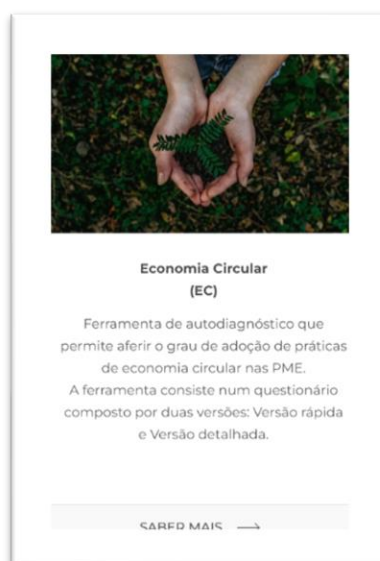 Economia Circular
(EC)
Ferramenta de autodiagnóstico que
permite aferir o grau de adoção de práticas
de economia circular nas PME.
A ferramenta consiste num questionário
composto por duas versões: Versão rápida
e Versão detalhada.
SABER MAIS